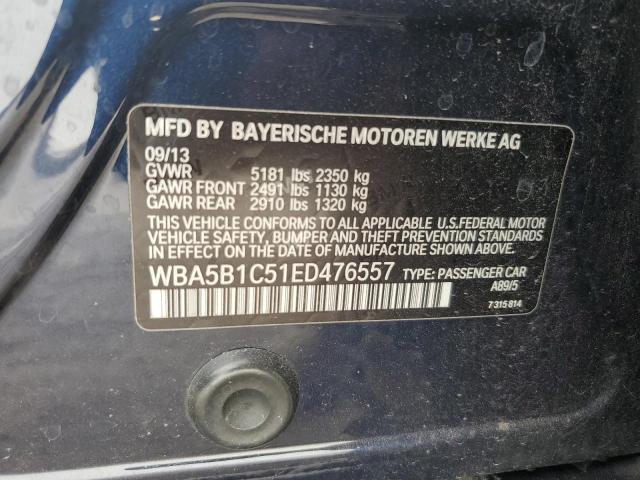 MFD BY BAYERISCHE MOTOREN WERKE AG
09/13
GVWR 5181 lbs 2350 kg
GAWR FRONT 2491 lbs 1130 kg
GAWR REAR 2910 lbs 1320 kg
THIS VEHICLE CONFORMS TO ALL APPLICABLE U.S.FEDERAL MOTOR
VEHICLE SAFETY, BUMPER AND THEFT PREVENTION STANDARDS
IN EFFECT ON THE DATE OF MANUFACTURE SHOWN ABOVE.
WBA5B1C51ED476557 TYPE: PASSENGER CAR
A89/5
7315814